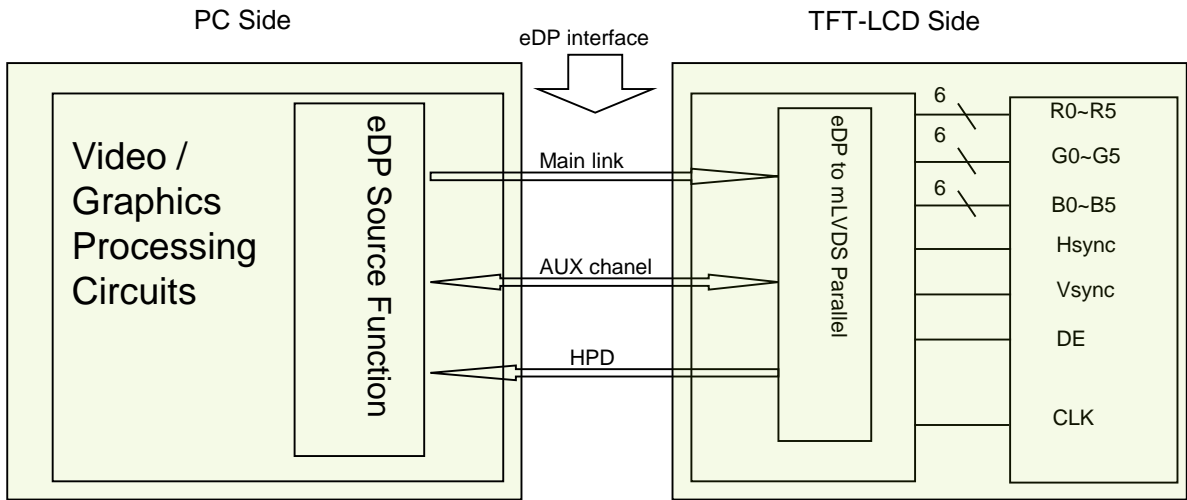 PC Side
eDP interface
TFT-LCD Side
Video /
Graphics
Processing
Circuits
eDP Source Function
Main link
AUX chanel
HPD
eDP to mLVDS Parallel
6
R0~R5
6
G0~G5
6
B0~B5
Hsync
Vsync
DE
CLK